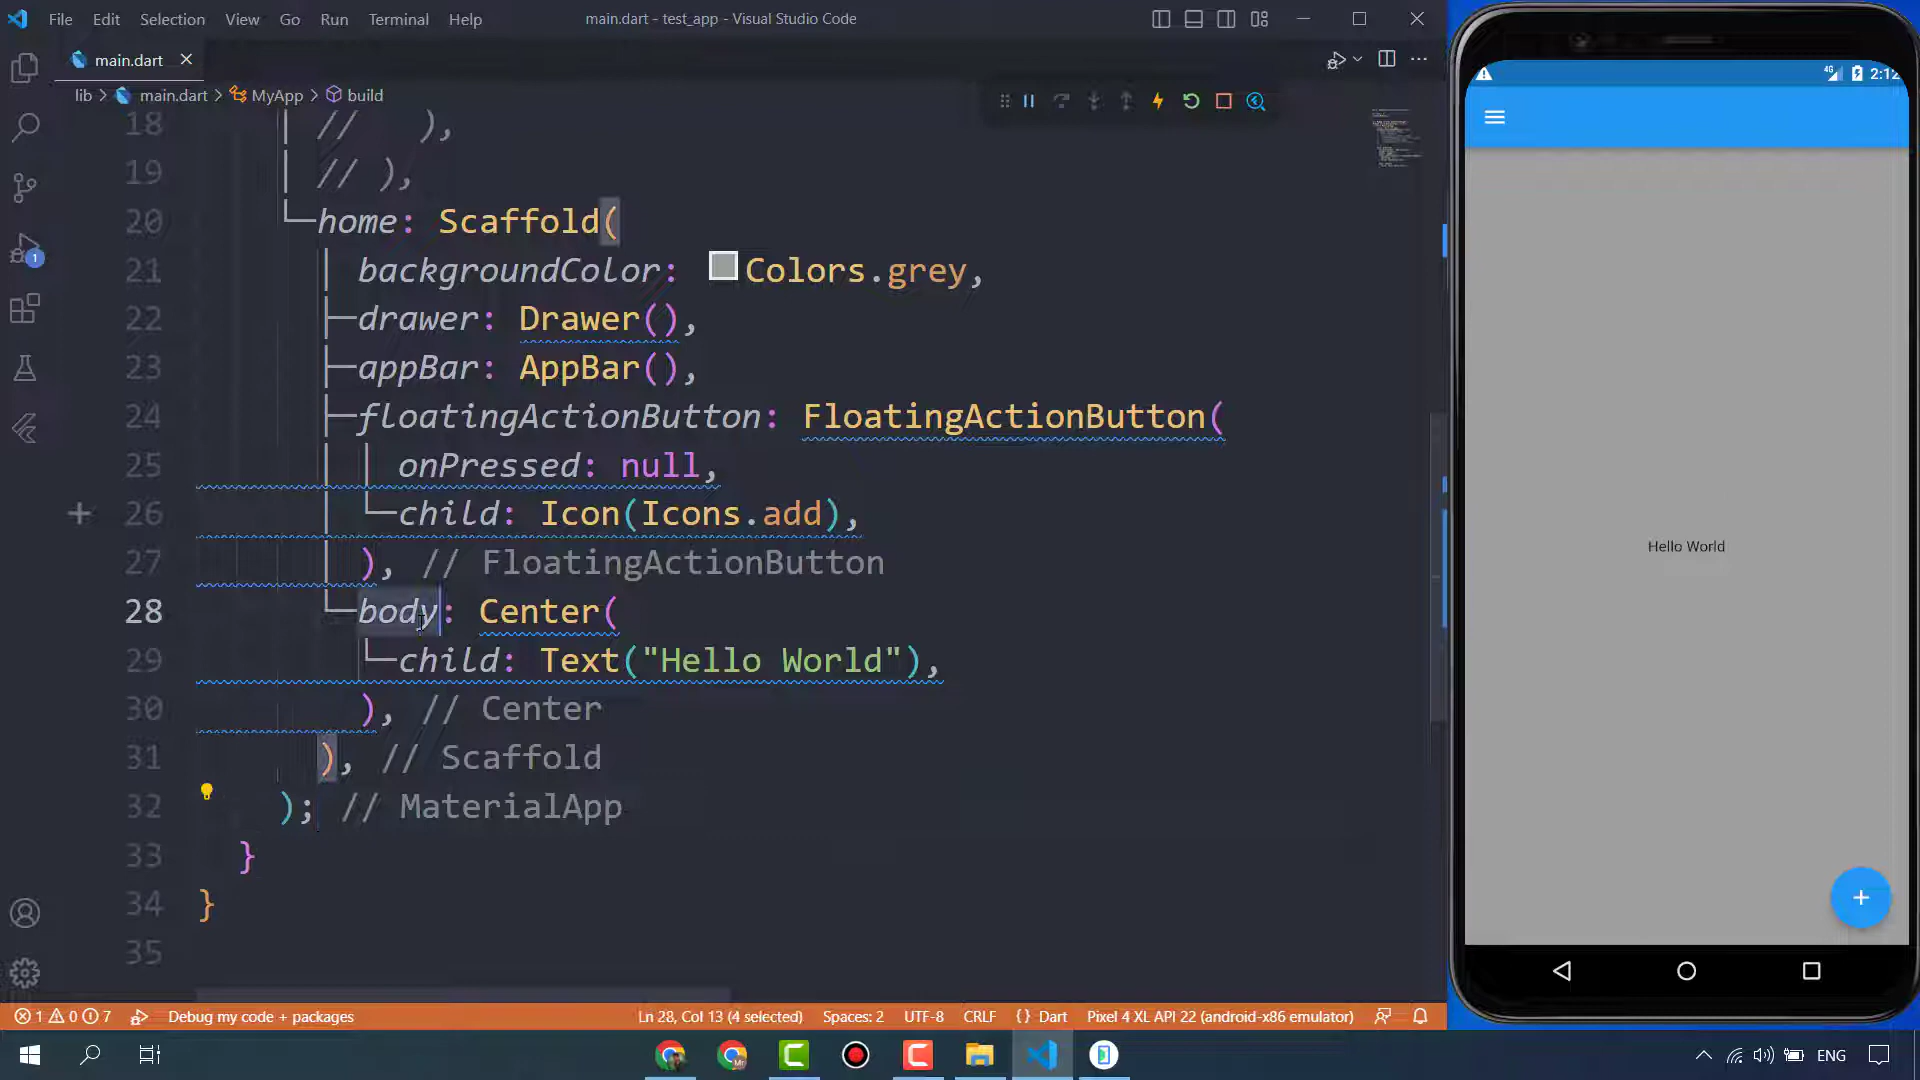 File Edit Selection View Go Run Terminal Help
main.dart - test_app - Visual Studio Code
main.dart
lib > main.dart > MyApp > build
18 // ),
19 // ),
20 home: Scaffold(
21 backgroundColor: Colors.grey,
22 drawer: Drawer(),
23 appBar: AppBar(),
24 floatingActionButton: FloatingActionButton(
25 onPressed: null,
26 child: Icon(Icons.add),
27 ), // FloatingActionButton
28 body: Center(
29 child: Text("Hello World"),
30 ), // Center
31 ), // Scaffold
32 ); // MaterialApp
33 }
34 }
35
1
4G 2:12
Hello World
1 0 7 Debug my code + packages Ln 28, Col 13 (4 selected) Spaces: 2 UTF-8 CRLF {} Dart Pixel 4 XL API 22 (android-x86 emulator)
ENG